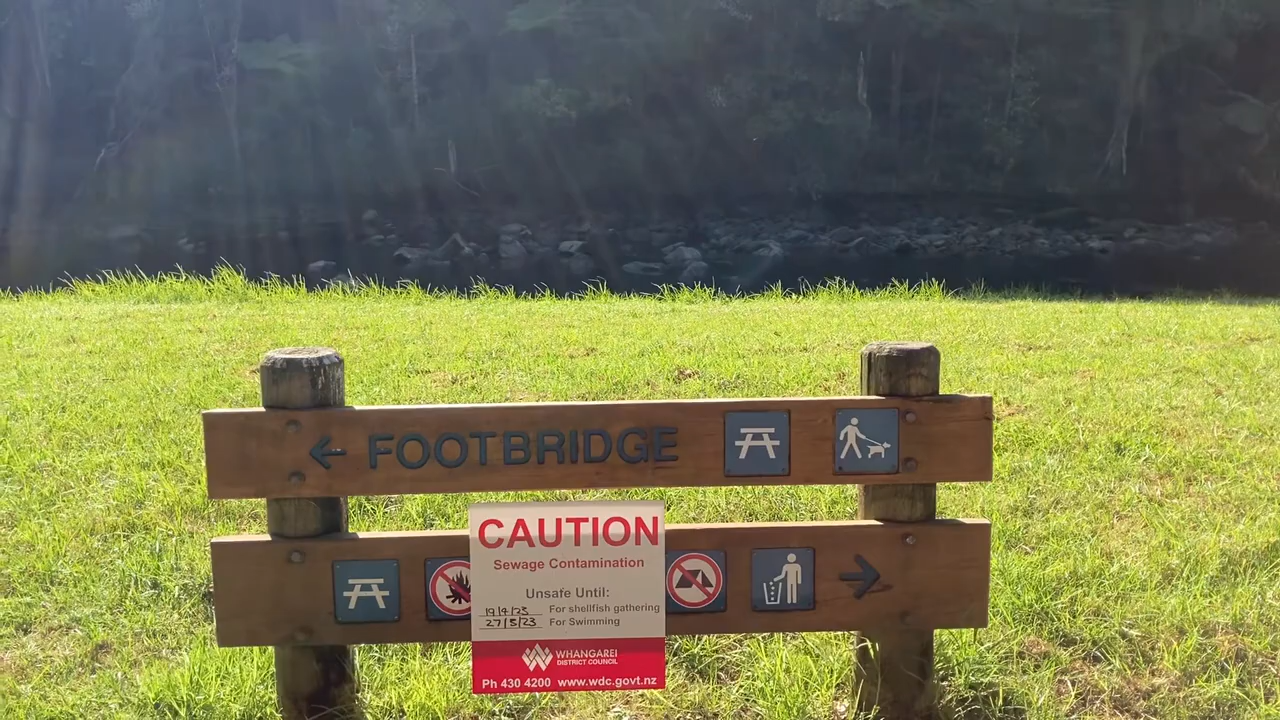 FOOTBRIDGE
CAUTION
Sewage Contamination
Unsafe Until:
19/4/23 For shellfish gathering
27/5/23 For Swimming
WHANGAREI
DISTRICT COUNCIL
Ph 430 4200 www.wdc.govt.nz